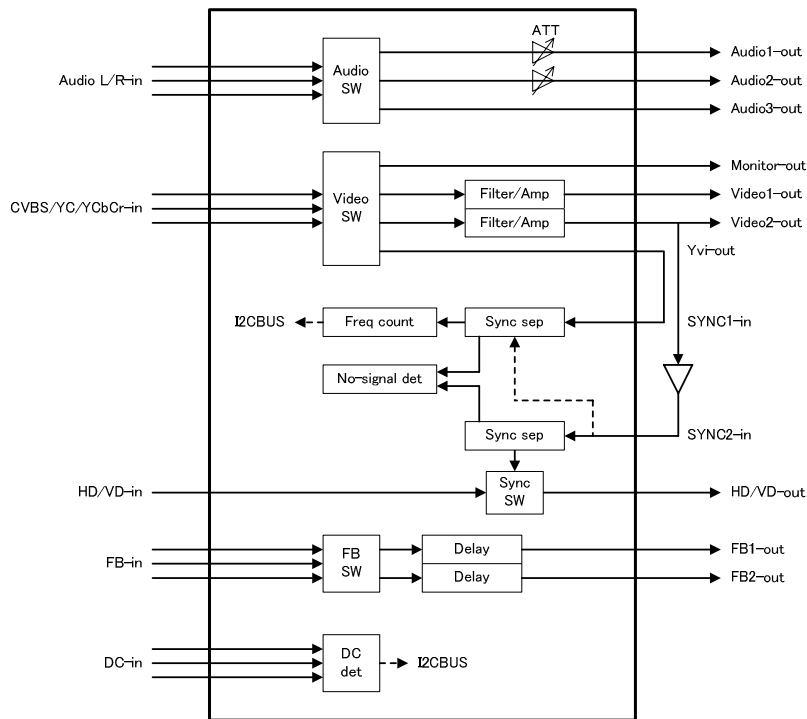 ATT
Audio L/R-in
Audio
SW
Audio1-out
Audio2-out
Audio3-out
CVBS/YC/YCbCr-in
Video
SW
Filter/Amp
Filter/Amp
Monitor-out
Video1-out
Video2-out
Yvi-out
I2CBUS
Freq count
Sync sep
SYNC1-in
No-signal det
Sync sep
SYNC2-in
HD/VD-in
Sync
SW
HD/VD-out
FB-in
FB
SW
Delay
Delay
FB1-out
FB2-out
DC-in
DC
det
I2CBUS